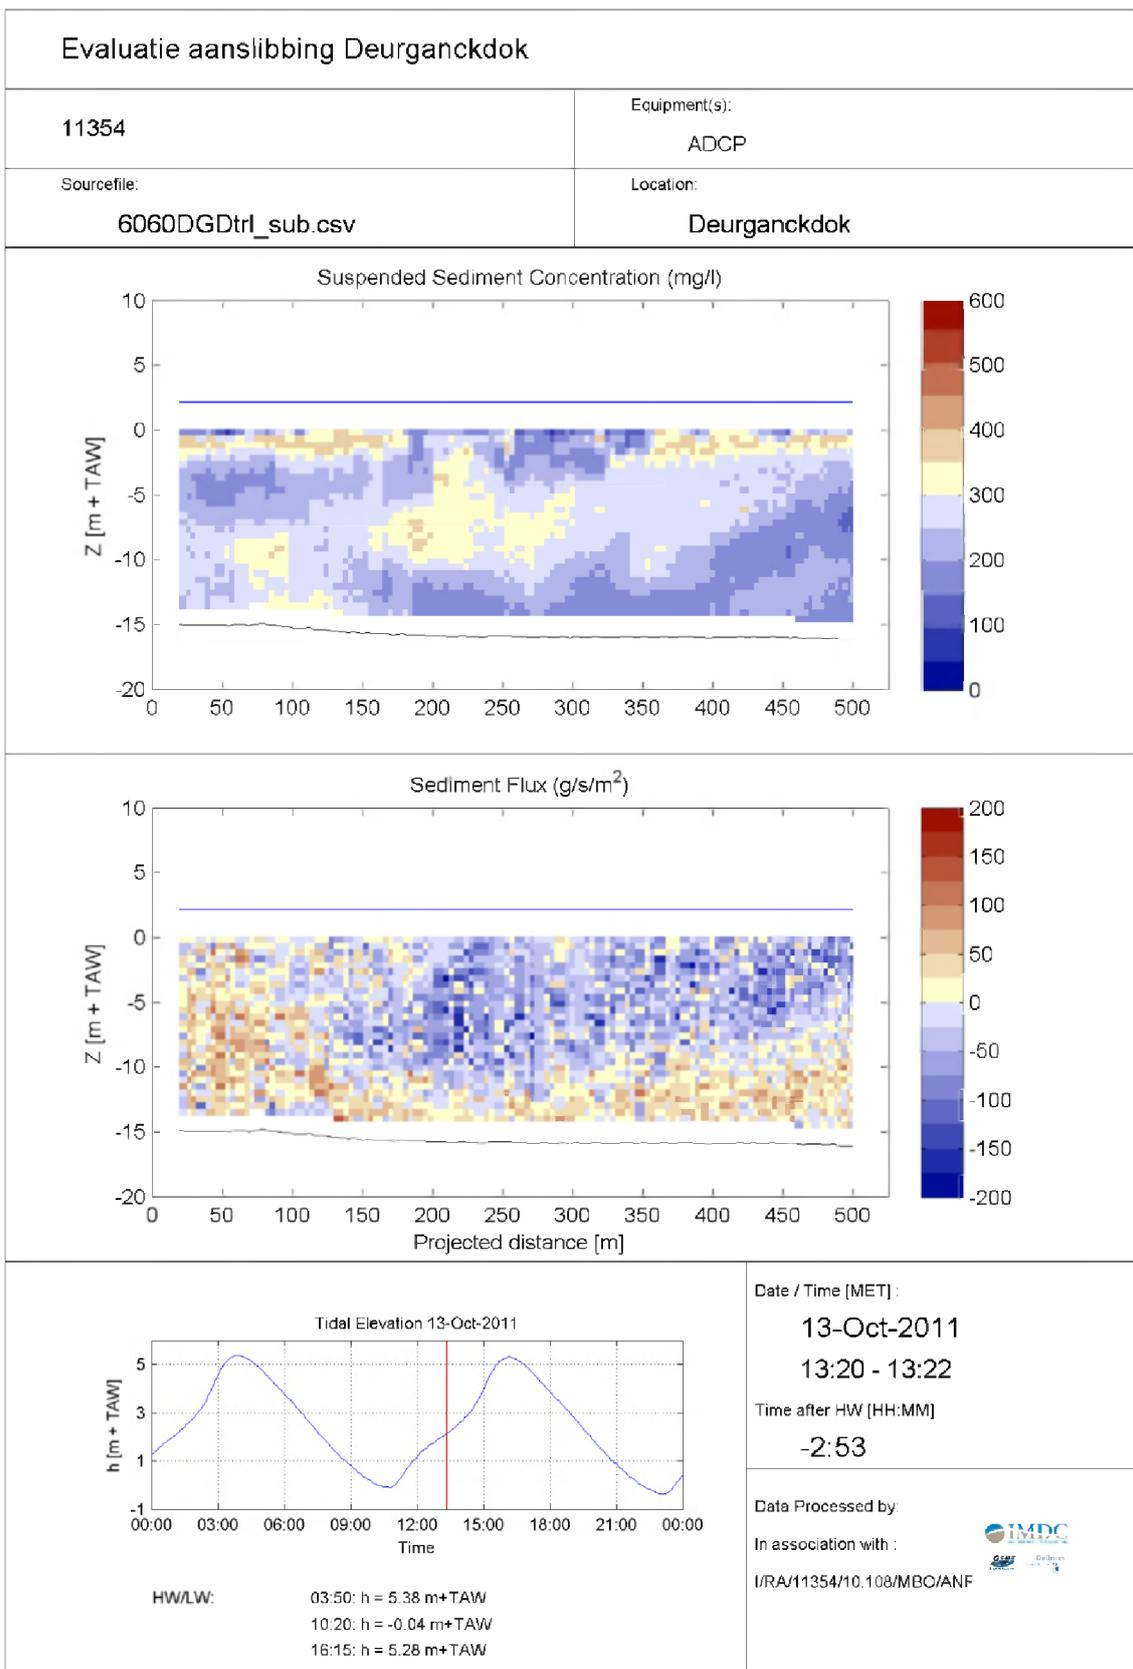 Evaluatie aanslibbing Deurganckdok
11354
Equipment(s):
ADCP
Sourcefile:
6060DGDtrl_sub.csv
Location:
Deurganckdok
Suspended Sediment Concentration (mg/l)
10
5
0
-5
-10
-15
-20
Z [m + TAW]
0 50 100 150 200 250 300 350 400 450 500
600
500
400
300
200
100
0
Sediment Flux (g/s/m²)
10
5
0
-5
-10
-15
-20
Z [m + TAW]
0 50 100 150 200 250 300 350 400 450 500
Projected distance [m]
200
150
100
50
0
-50
-100
-150
-200
Tidal Elevation 13-Oct-2011
5
3
1
-1
h [m + TAW]
00:00 03:00 06:00 09:00 12:00 15:00 18:00 21:00 00:00
Time
HW/LW:
03:50: h = 5.38 m+TAW
10:20: h = -0.04 m+TAW
16:15: h = 5.28 m+TAW
Date / Time [MET] :
13-Oct-2011
13:20 - 13:22
Time after HW [HH:MM]
-2:53
Data Processed by:
IMDC
In association with :
I/RA/11354/10.108/MBO/ANF